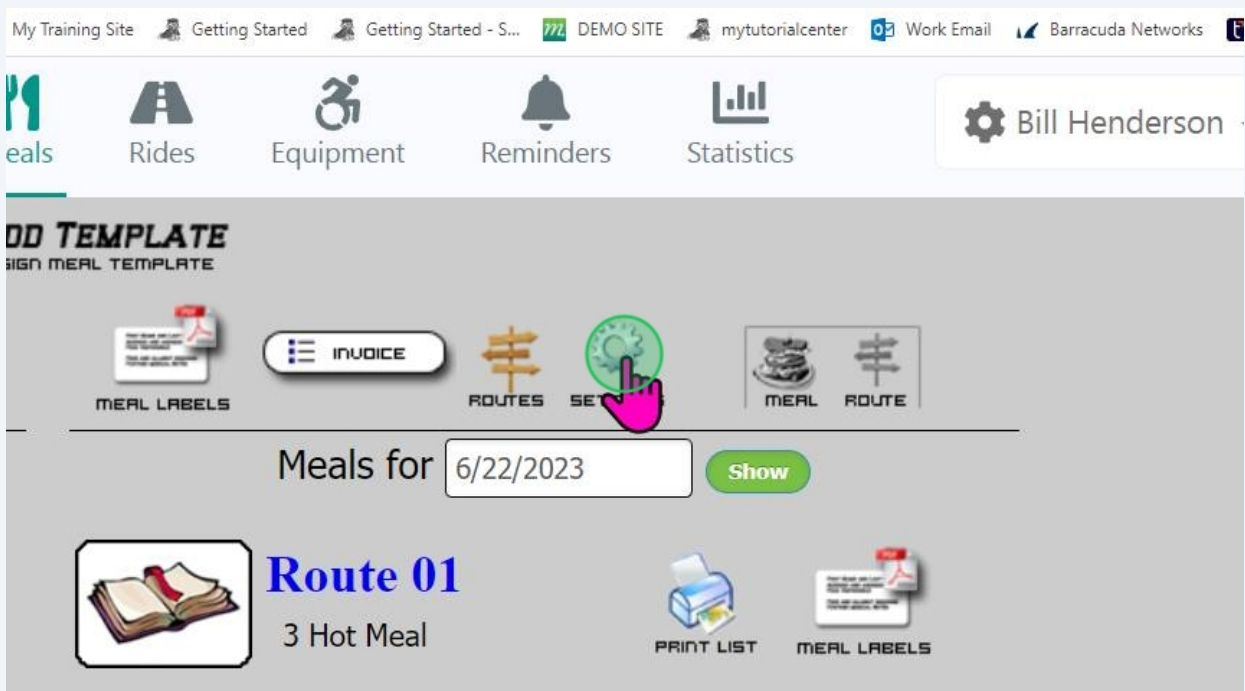 My Training Site Getting Started Getting Started - S... DEMO SITE mytutorialcenter Work Email Barracuda Networks
eals Rides Equipment Reminders Statistics Bill Henderson
OD TEMPLATE
SIGN MEAL TEMPLATE
INVOICE
MEAL LABELS ROUTES MEAL ROUTE
Meals for 6/22/2023 Show
Route 01
3 Hot Meal
PRINT LIST MEAL LABELS